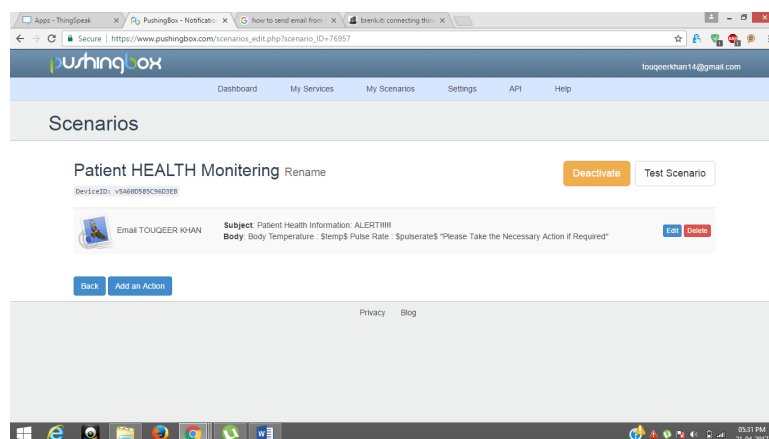 Apps - ThingSpeak
PushingBox - Notificatio
how to send email from
brenk.it: connecting thin
Secure | https://www.pushingbox.com/scenarios_edit.php?scenario_ID=76957
pushingbox
touqeerkhan14@gmail.com
Dashboard My Services My Scenarios Settings API Help
Scenarios
Patient HEALTH Monitering Rename
Deactivate Test Scenario
DeviceID: v5A60D585C96D3EB
Email TOUQEER KHAN
Subject: Patient Health Information: ALERT!!!!!
Body: Body Temperature : $temp$ Pulse Rate : $pulserate$ "Please Take the Necessary Action if Required"
Edit Delete
Back Add an Action
Privacy Blog
05:31 PM
21-04-2017